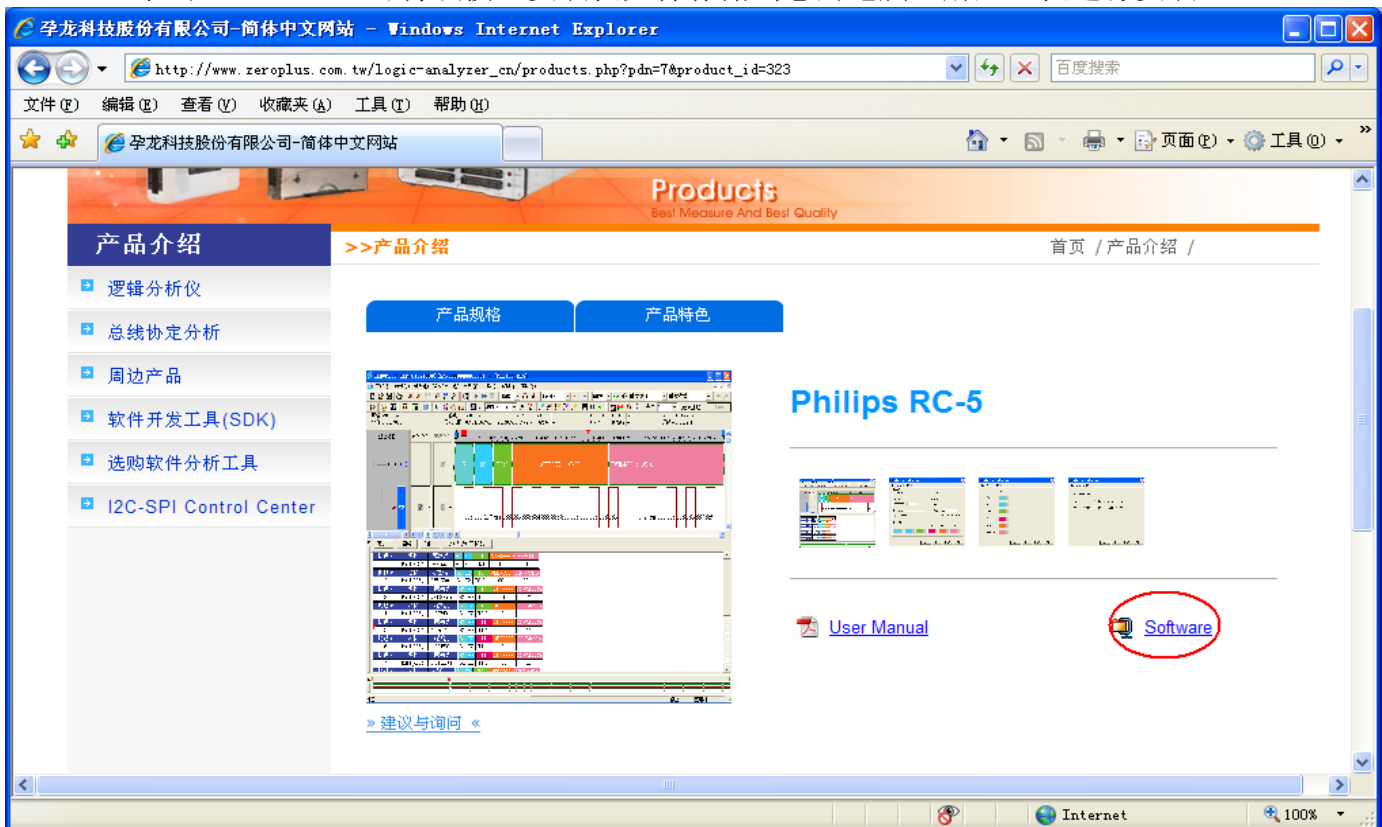 孕龙科技股份有限公司-简体中文网站 - Windows Internet Explorer
http://www.zeroplus.com.tw/logic-analyzer_cn/products.php?pdn=7&product_id=323
百度搜索
文件(F) 编辑(E) 查看(V) 收藏夹(A) 工具(T) 帮助(H)
孕龙科技股份有限公司-简体中文网站
页面(P) 工具(O)
Products
Best Measure And Best Quality
产品介绍
>>产品介绍
首页 / 产品介绍 /
逻辑分析仪
总线协定分析
周边产品
软件开发工具(SDK)
选购软件分析工具
I2C-SPI Control Center
产品规格 产品特色
Philips RC-5
User Manual Software
» 建议与询问 «
Internet 100%